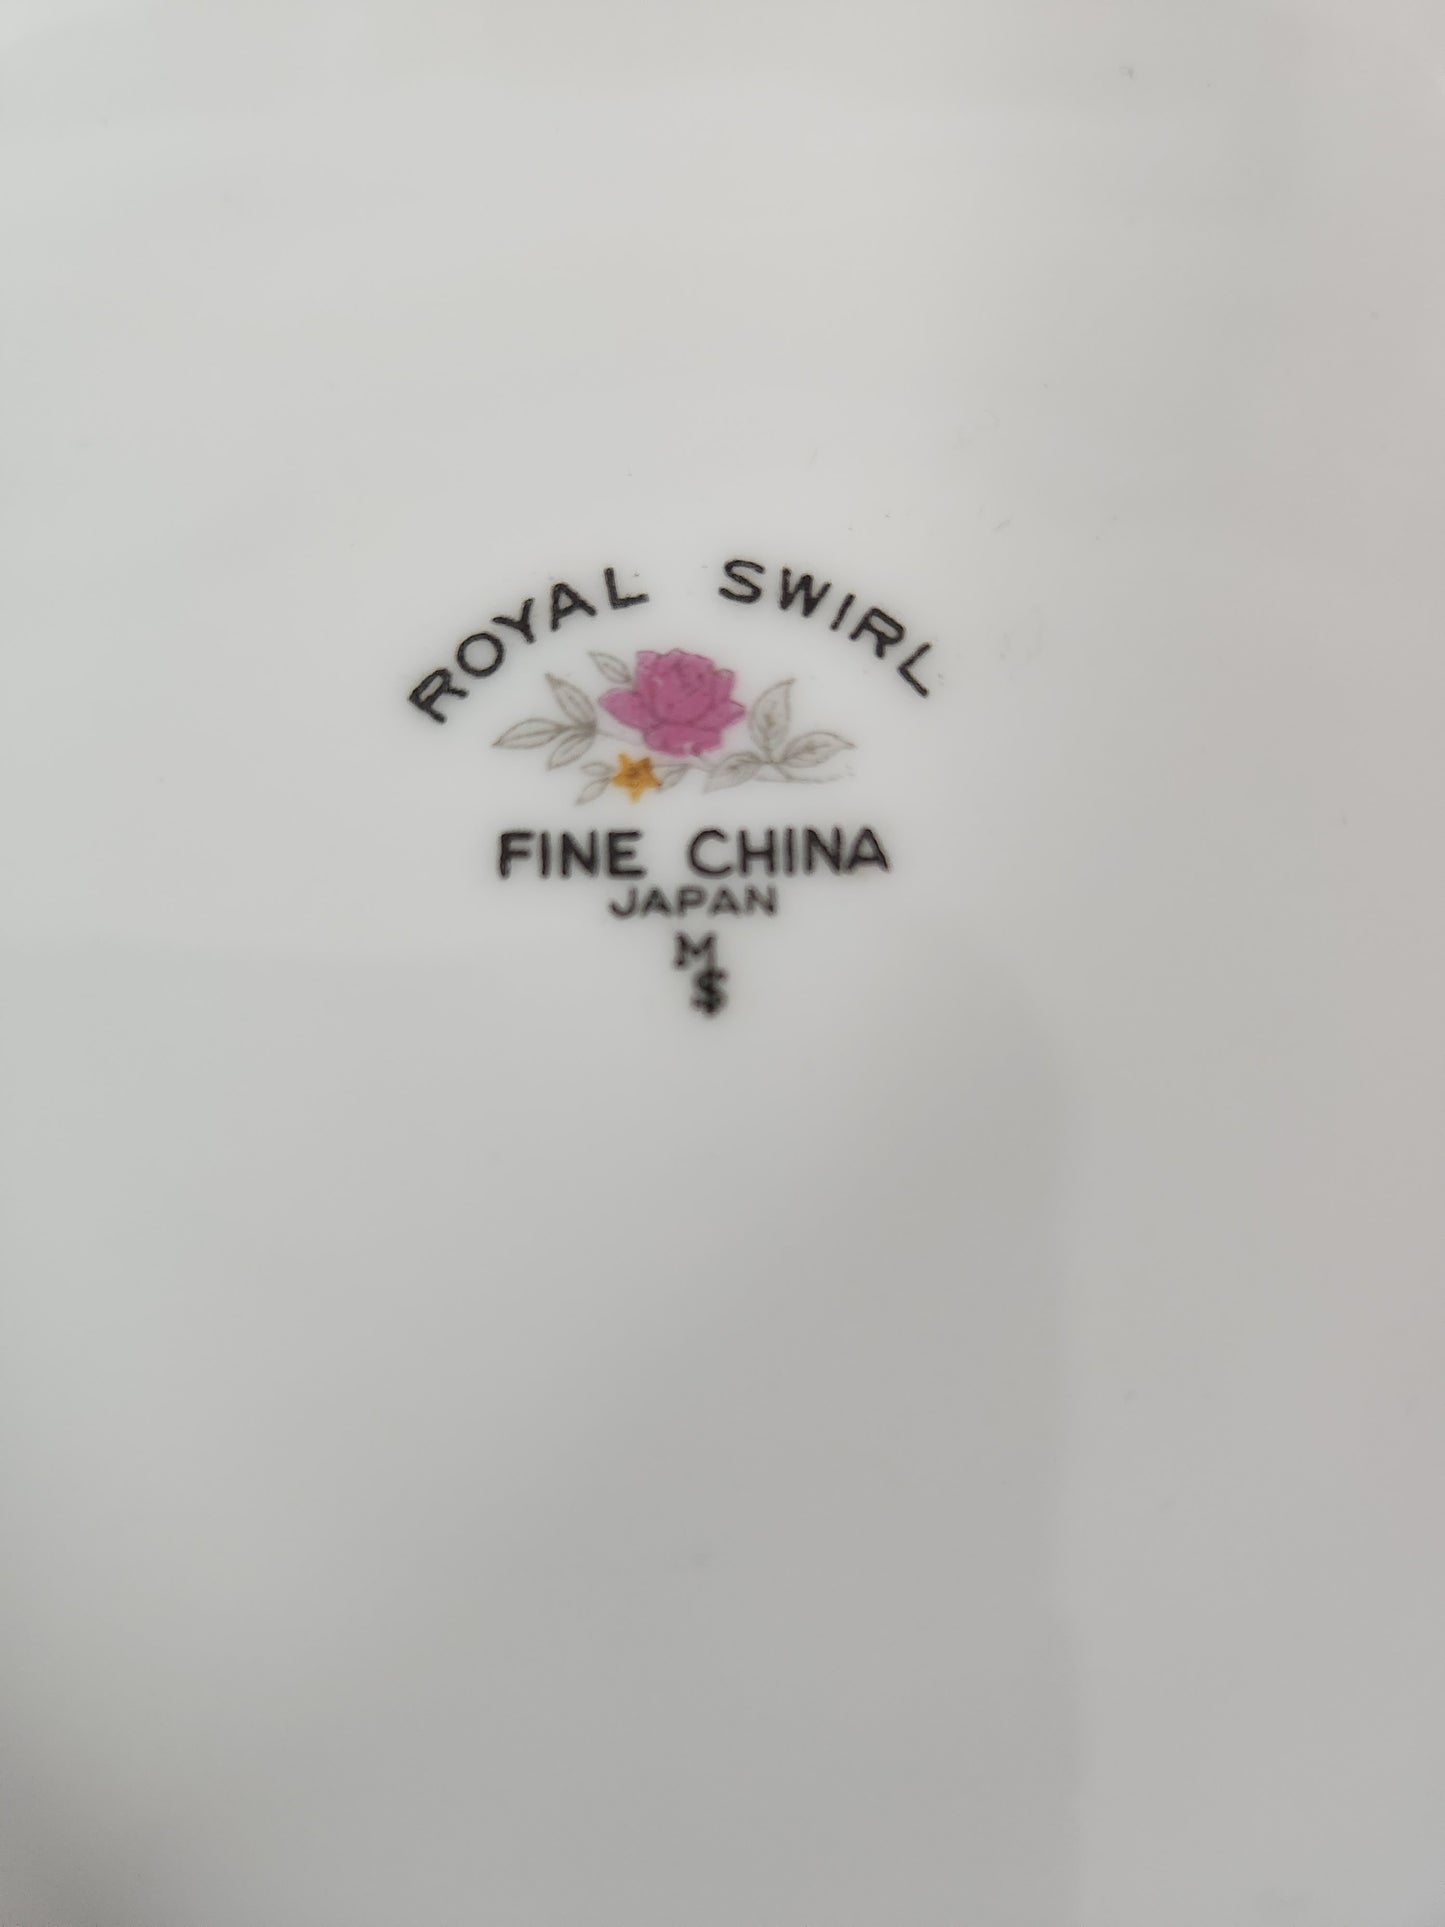 ROYAL SWIRL
FINE CHINA
JAPAN
M
$